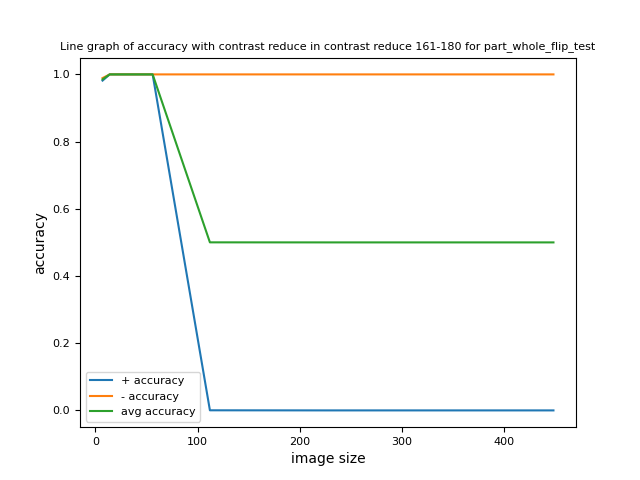 Line graph of accuracy with contrast reduce in contrast reduce 161-180 for part_whole_flip_test
1.0
0.8
0.6
0.4
0.2
0.0
accuracy
+ accuracy
- accuracy
avg accuracy
0 100 200 300 400
image size